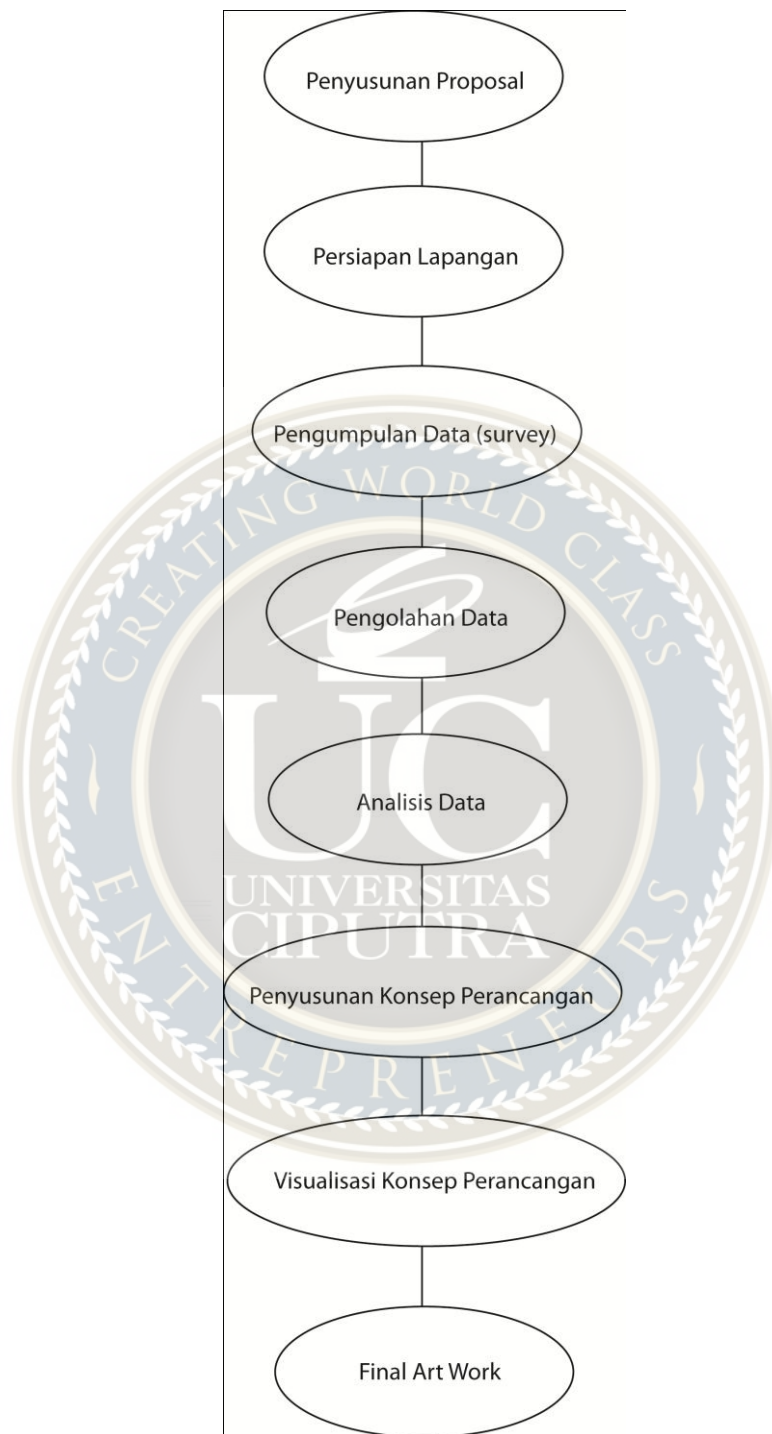 Penyusunan Proposal
Persiapan Lapangan
Pengumpulan Data (survey)
CREATING WORLD CLASS
Pengolahan Data
UC
Analisis Data
UNIVERSITAS
CIPUTRA
Penyusunan Konsep Perancangan
ENTREPRENEURS
Visualisasi Konsep Perancangan
Final Art Work